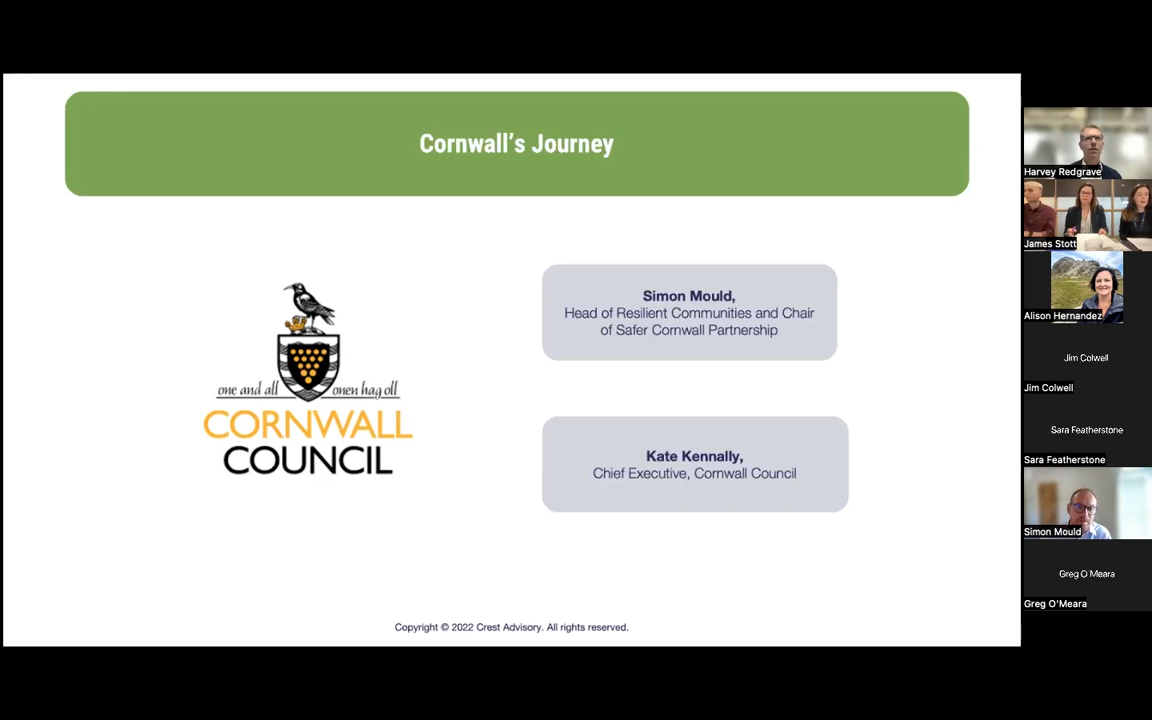 Cornwall's Journey
one and all onen hag oll
CORNWALL
COUNCIL
Simon Mould,
Head of Resilient Communities and Chair
of Safer Cornwall Partnership
Kate Kennally,
Chief Executive, Cornwall Council
Copyright © 2022 Crest Advisory. All rights reserved.
Harvey Redgrave
James Stott
Alison Hernandez
Jim Colwell
Jim Colwell
Sara Featherstone
Sara Featherstone
Simon Mould
Greg O'Meara
Greg O'Meara